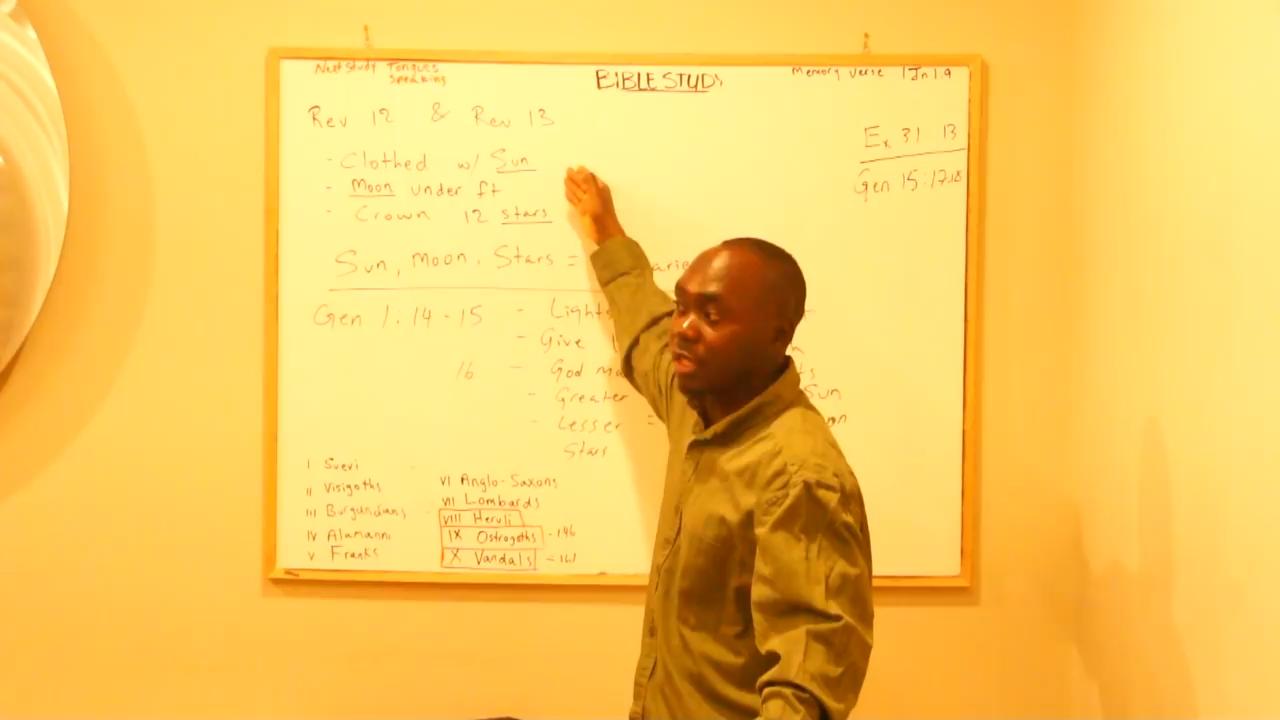 Next Study Tongues
Speaking
BIBLE STUDY
Memory Verse 1 Jn 1.9
Rev 12 & Rev 13
Ex 31 13
Gen 15:17,18
- Clothed w/ Sun
- Moon under ft
- Crown 12 stars
Sun, Moon, Stars =
Gen 1.14-15 - Lights
- Give
16 - God
- Greater Sun
- Lesser =
Stars
I Suevi
II Visigoths
III Burgundians
IV Alamanni
V Franks
VI Anglo-Saxons
VII Lombards
VIII Heruli
IX Ostrogoths - 146
X Vandals - 161